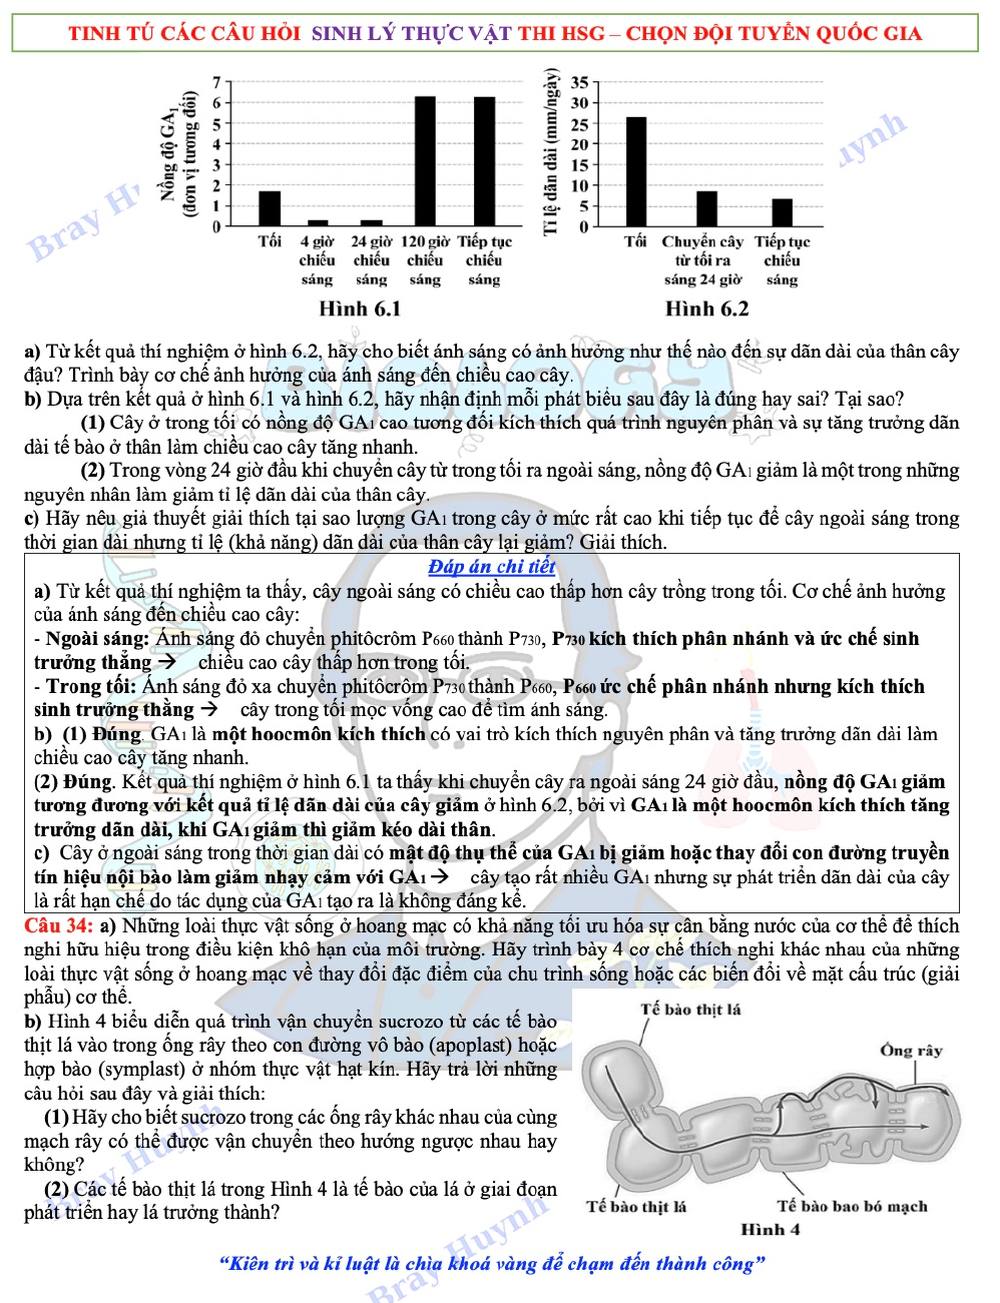 TINH TÚ CÁC CÂU HỎI SINH LÝ THỰC VẬT THI HSG – CHỌN ĐỘI TUYỂN QUỐC GIA
Nồng độ GA1
(đơn vị tương đối)
7
6
5
4
3
2
1
0
Tối
4 giờ chiếu sáng
24 giờ chiếu sáng
120 giờ chiếu sáng
Tiếp tục chiếu sáng
Hình 6.1
Tỉ lệ dãn dài (mm/ngày)
35
30
25
20
15
10
5
0
Tối
Chuyển cây từ tối ra sáng 24 giờ
Tiếp tục chiếu sáng
Hình 6.2
a) Từ kết quả thí nghiệm ở hình 6.2, hãy cho biết ánh sáng có ảnh hưởng như thế nào đến sự dãn dài của thân cây
đậu? Trình bày cơ chế ảnh hưởng của ánh sáng đến chiều cao cây.
b) Dựa trên kết quả ở hình 6.1 và hình 6.2, hãy nhận định mỗi phát biểu sau đây là đúng hay sai? Tại sao?
(1) Cây ở trong tối có nồng độ GA1 cao tương đối kích thích quá trình nguyên phân và sự tăng trưởng dãn
dài tế bào ở thân làm chiều cao cây tăng nhanh.
(2) Trong vòng 24 giờ đầu khi chuyển cây từ trong tối ra ngoài sáng, nồng độ GA1 giảm là một trong những
nguyên nhân làm giảm tỉ lệ dãn dài của thân cây.
c) Hãy nêu giả thuyết giải thích tại sao lượng GA1 trong cây ở mức rất cao khi tiếp tục để cây ngoài sáng trong
thời gian dài nhưng tỉ lệ (khả năng) dãn dài của thân cây lại giảm? Giải thích.
Đáp án chi tiết
a) Từ kết quả thí nghiệm ta thấy, cây ngoài sáng có chiều cao thấp hơn cây trồng trong tối. Cơ chế ảnh hưởng
của ánh sáng đến chiều cao cây:
- Ngoài sáng: Ánh sáng đỏ chuyển phitôcrôm P660 thành P730, P730 kích thích phân nhánh và ức chế sinh
trưởng thẳng → chiều cao cây thấp hơn trong tối.
- Trong tối: Ánh sáng đỏ xa chuyển phitôcrôm P730 thành P660, P660 ức chế phân nhánh nhưng kích thích
sinh trưởng thẳng → cây trong tối mọc vống cao để tìm ánh sáng.
b) (1) Đúng. GA1 là một hoocmôn kích thích có vai trò kích thích nguyên phân và tăng trưởng dãn dài làm
chiều cao cây tăng nhanh.
(2) Đúng. Kết quả thí nghiệm ở hình 6.1 ta thấy khi chuyển cây ra ngoài sáng 24 giờ đầu, nồng độ GA1 giảm
tương đương với kết quả tỉ lệ dãn dài của cây giảm ở hình 6.2, bởi vì GA1 là một hoocmôn kích thích tăng
trưởng dãn dài, khi GA1 giảm thì giảm kéo dài thân.
c) Cây ở ngoài sáng trong thời gian dài có mật độ thụ thể của GA1 bị giảm hoặc thay đổi con đường truyền
tín hiệu nội bào làm giảm nhạy cảm với GA1 → cây tạo rất nhiều GA1 nhưng sự phát triển dãn dài của cây
là rất hạn chế do tác dụng của GA1 tạo ra là không đáng kể.
Câu 34: a) Những loài thực vật sống ở hoang mạc có khả năng tối ưu hóa sự cân bằng nước của cơ thể để thích
nghi hữu hiệu trong điều kiện khô hạn của môi trường. Hãy trình bày 4 cơ chế thích nghi khác nhau của những
loài thực vật sống ở hoang mạc về thay đổi đặc điểm của chu trình sống hoặc các biến đổi về mặt cấu trúc (giải
phẫu) cơ thể.
b) Hình 4 biểu diễn quá trình vận chuyển sucrozo từ các tế bào
thịt lá vào trong ống rây theo con đường vô bào (apoplast) hoặc
hợp bào (symplast) ở nhóm thực vật hạt kín. Hãy trả lời những
câu hỏi sau đây và giải thích:
(1) Hãy cho biết sucrozo trong các ống rây khác nhau của cùng
mạch rây có thể được vận chuyển theo hướng ngược nhau hay
không?
(2) Các tế bào thịt lá trong Hình 4 là tế bào của lá ở giai đoạn
phát triển hay lá trưởng thành?
Tế bào thịt lá
Ống rây
Tế bào thịt lá
Tế bào bao bó mạch
Hình 4
“Kiên trì và kỉ luật là chìa khoá vàng để chạm đến thành công”
Bray Huynh
Bray Huynh
BIOLOGY